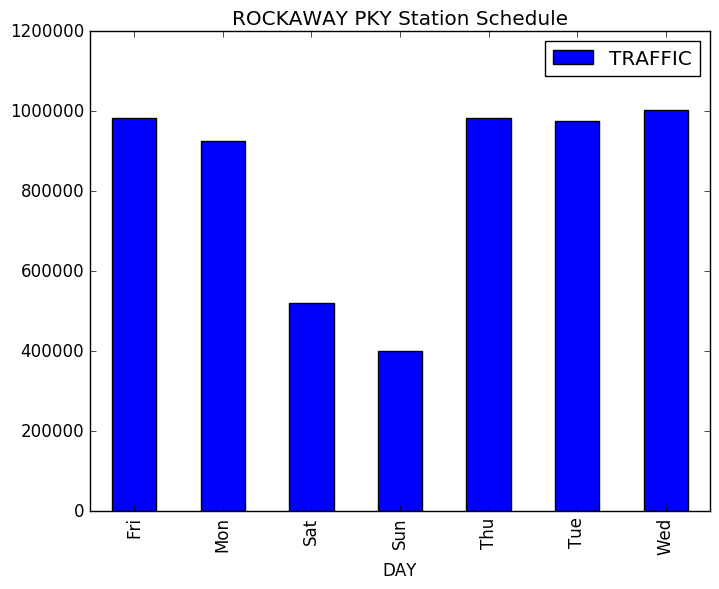 ROCKAWAY PKY Station Schedule
TRAFFIC
1200000
1000000
800000
600000
400000
200000
0
Fri
Mon
Sat
Sun
Thu
Tue
Wed
DAY